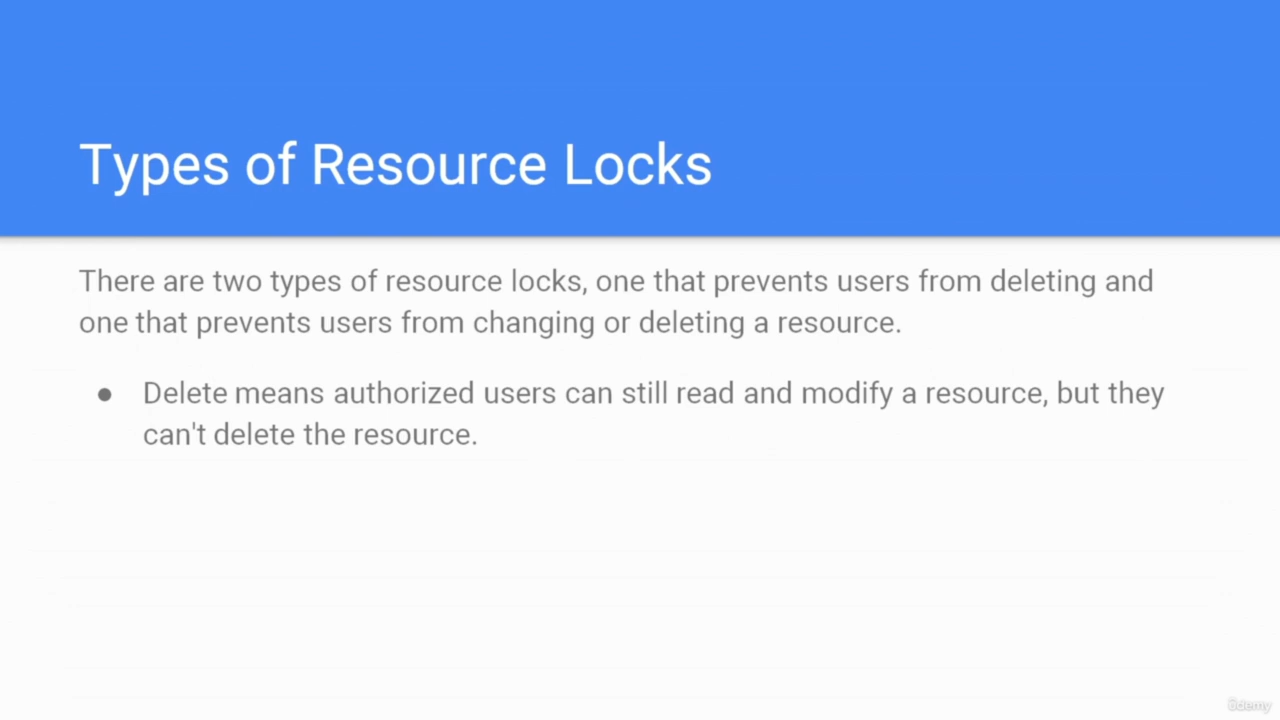 Types of Resource Locks
There are two types of resource locks, one that prevents users from deleting and
one that prevents users from changing or deleting a resource.
● Delete means authorized users can still read and modify a resource, but they
can't delete the resource.
ûdemy